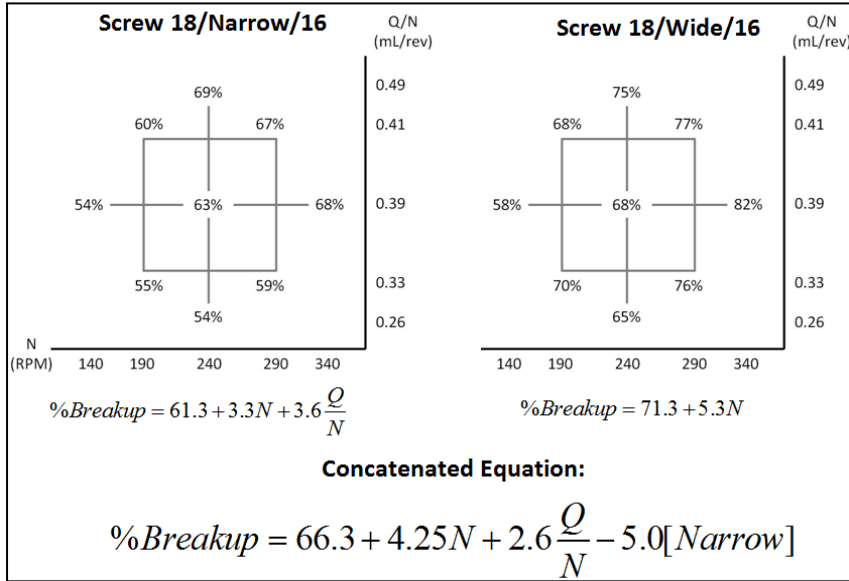 Screw 18/Narrow/16
Q/N
(mL/rev)
69%
0.49
60% 67%
0.41
54% 63% 68%
0.39
55% 59%
0.33
54%
0.26
N
(RPM) 140 190 240 290 340
%Breakup = 61.3 + 3.3N + 3.6 Q/N
Screw 18/Wide/16
Q/N
(mL/rev)
75%
0.49
68% 77%
0.41
58% 68% 82%
0.39
70% 76%
0.33
65%
0.26
140 190 240 290 340
%Breakup = 71.3 + 5.3N
Concatenated Equation:
%Breakup = 66.3 + 4.25N + 2.6 Q/N − 5.0[Narrow]